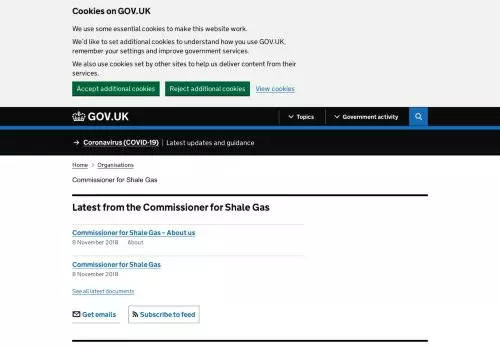 Cookies on GOV.UK
We use some essential cookies to make this website work.
We'd like to set additional cookies to understand how you use GOV.UK,
remember your settings and improve government services.
We also use cookies set by other sites to help us deliver content from their
services.
Accept additional cookies Reject additional cookies View cookies
GOV.UK Topics Government activity
→ Coronavirus (COVID-19) | Latest updates and guidance
Home > Organisations
Commissioner for Shale Gas
Latest from the Commissioner for Shale Gas
Commissioner for Shale Gas – About us
8 November 2018 About
Commissioner for Shale Gas
8 November 2018
See all latest documents
Get emails Subscribe to feed